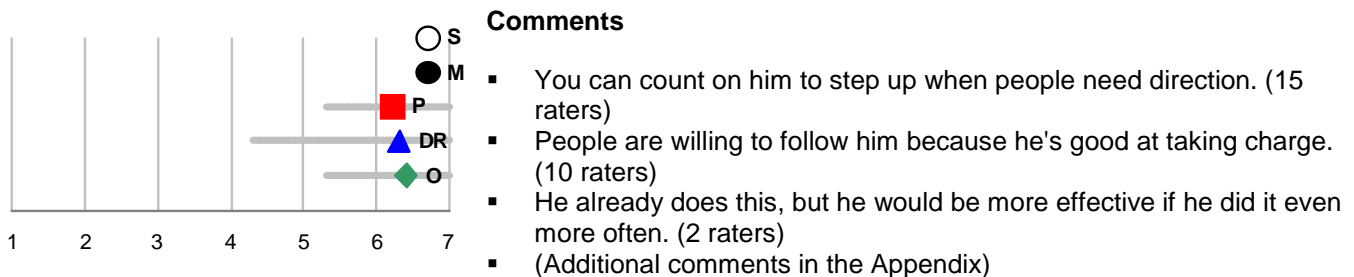 Comments
S
M
P
DR
O
1 2 3 4 5 6 7
▪ You can count on him to step up when people need direction. (15
raters)
▪ People are willing to follow him because he's good at taking charge.
(10 raters)
▪ He already does this, but he would be more effective if he did it even
more often. (2 raters)
▪ (Additional comments in the Appendix)